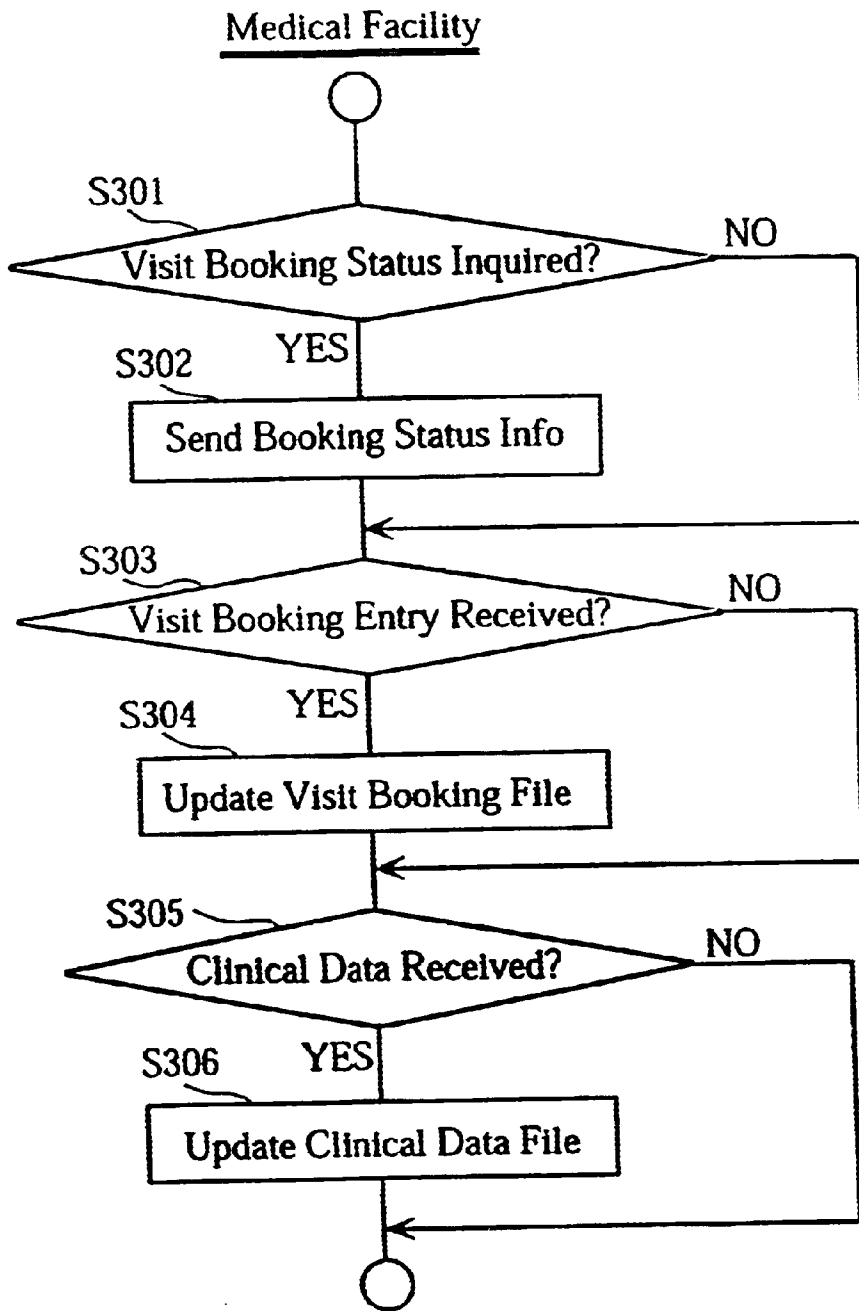 Medical Facility
S301
Visit Booking Status Inquired?
NO
YES
S302
Send Booking Status Info
S303
Visit Booking Entry Received?
NO
YES
S304
Update Visit Booking File
S305
Clinical Data Received?
NO
YES
S306
Update Clinical Data File